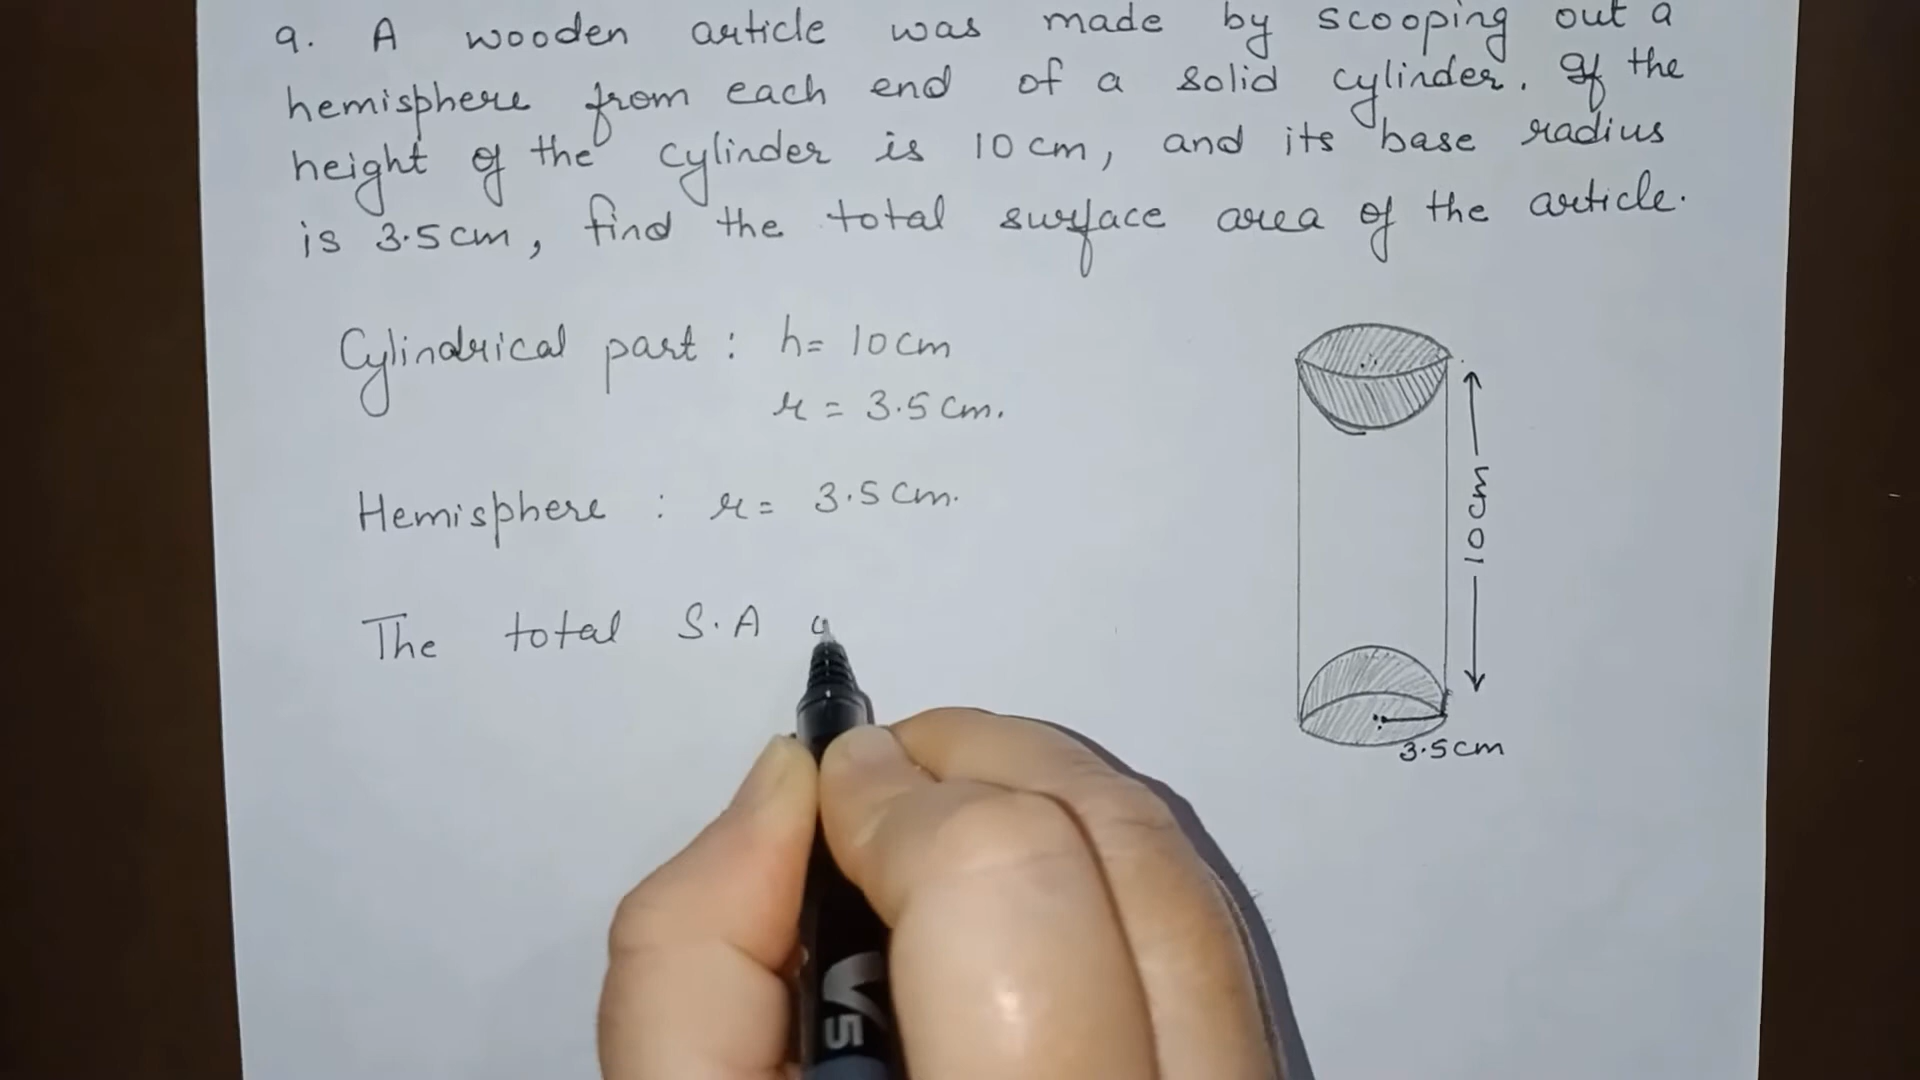 9. A wooden article was made by scooping out a
hemisphere from each end of a solid cylinder. If the
height of the cylinder is 10 cm, and its base radius
is 3.5 cm, find the total surface area of the article.
Cylindrical part : h = 10 cm
r = 3.5 cm.
Hemisphere : r = 3.5 cm.
The total S.A
10 cm
3.5 cm
V5